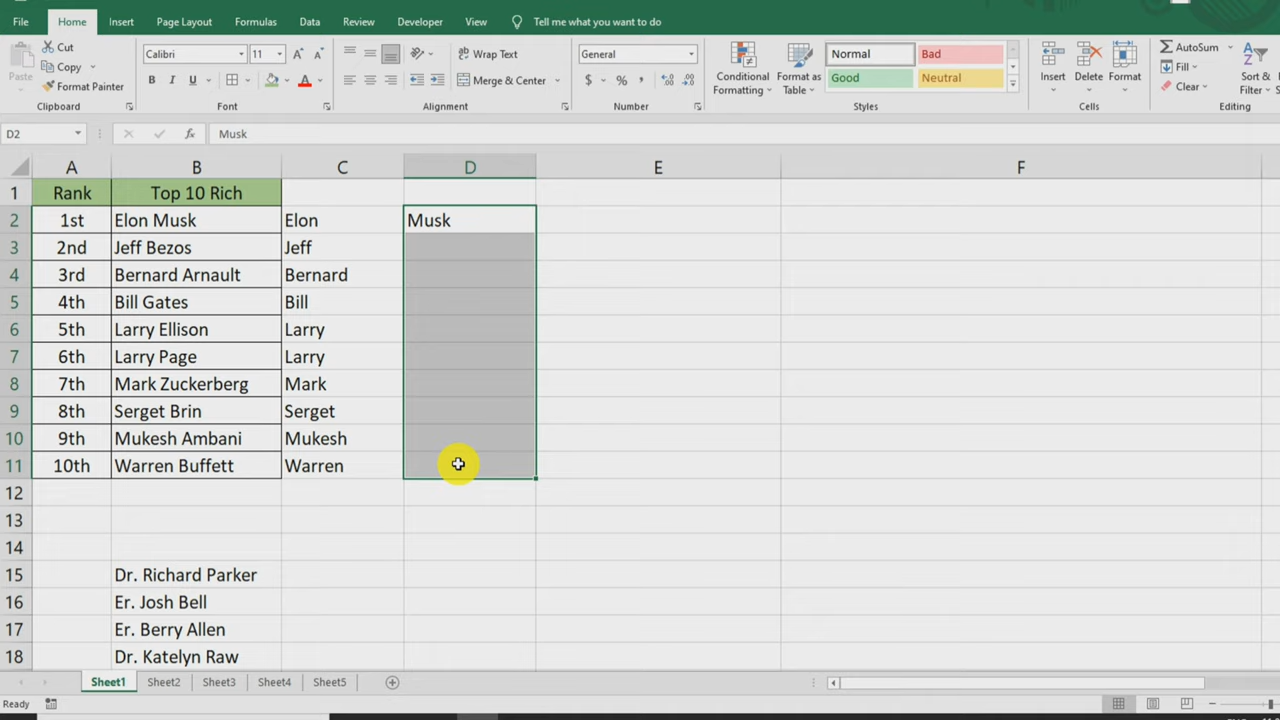 File Home Insert Page Layout Formulas Data Review Developer View Tell me what you want to do
Paste Cut Copy Format Painter
Calibri 11 B I U A A A
Wrap Text Merge & Center
General $ % ,
Conditional Formatting Format as Table
Normal Bad Good Neutral
Insert Delete Format
AutoSum Fill Clear Sort & Filter
Clipboard Font Alignment Number Styles Cells Editing
D2 fx Musk
A B C D E F
1 Rank Top 10 Rich
2 1st Elon Musk Elon Musk
3 2nd Jeff Bezos Jeff
4 3rd Bernard Arnault Bernard
5 4th Bill Gates Bill
6 5th Larry Ellison Larry
7 6th Larry Page Larry
8 7th Mark Zuckerberg Mark
9 8th Serget Brin Serget
10 9th Mukesh Ambani Mukesh
11 10th Warren Buffett Warren
12
13
14
15 Dr. Richard Parker
16 Er. Josh Bell
17 Er. Berry Allen
18 Dr. Katelyn Raw
Sheet1 Sheet2 Sheet3 Sheet4 Sheet5
Ready